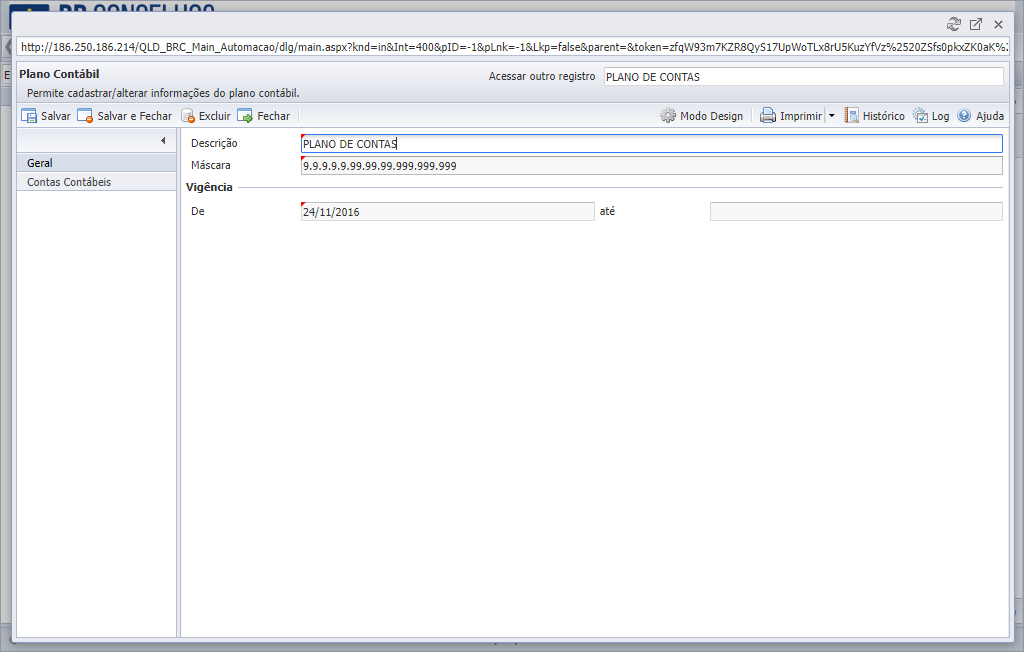 http://186.250.186.214/QLD_BRC_Main_Automacao/dlg/main.aspx?knd=in&Int=400&pID=-1&pLnk=-1&Lkp=false&parent=&token=zfqW93m7KZR8QyS17UpWoTLx8rU5KuzYfVz%2520ZSfs0pkxZK0aK%2
Plano Contábil
Acessar outro registro PLANO DE CONTAS
Permite cadastrar/alterar informações do plano contábil.
Salvar Salvar e Fechar Excluir Fechar Modo Design Imprimir Histórico Log Ajuda
Geral
Contas Contábeis
Descrição PLANO DE CONTAS
Máscara 9.9.9.9.9.99.99.99.999.999.999
Vigência
De 24/11/2016 até